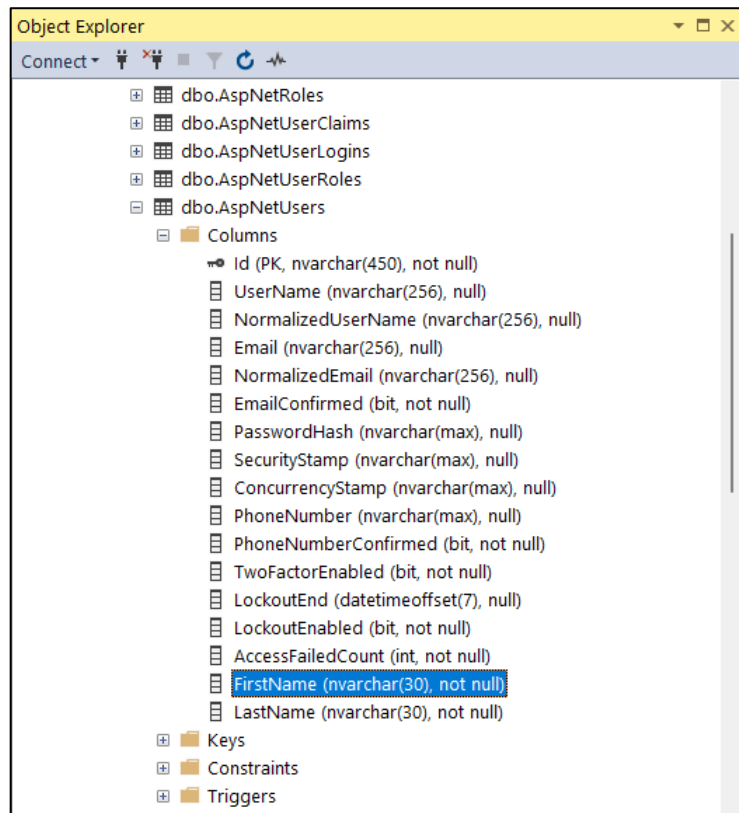 Object Explorer
Connect
dbo.AspNetRoles
dbo.AspNetUserClaims
dbo.AspNetUserLogins
dbo.AspNetUserRoles
dbo.AspNetUsers
Columns
Id (PK, nvarchar(450), not null)
UserName (nvarchar(256), null)
NormalizedUserName (nvarchar(256), null)
Email (nvarchar(256), null)
NormalizedEmail (nvarchar(256), null)
EmailConfirmed (bit, not null)
PasswordHash (nvarchar(max), null)
SecurityStamp (nvarchar(max), null)
ConcurrencyStamp (nvarchar(max), null)
PhoneNumber (nvarchar(max), null)
PhoneNumberConfirmed (bit, not null)
TwoFactorEnabled (bit, not null)
LockoutEnd (datetimeoffset(7), null)
LockoutEnabled (bit, not null)
AccessFailedCount (int, not null)
FirstName (nvarchar(30), not null)
LastName (nvarchar(30), not null)
Keys
Constraints
Triggers